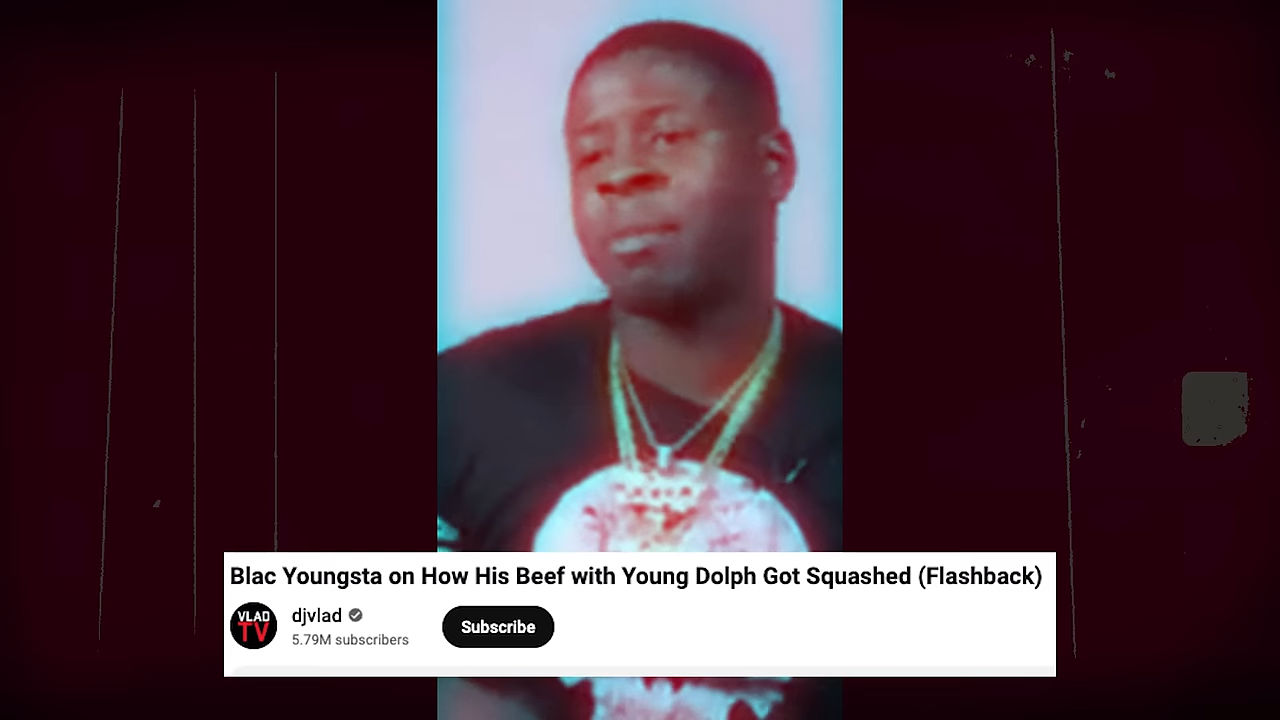 Blac Youngsta on How His Beef with Young Dolph Got Squashed (Flashback)
VLAD
TV
djvlad
5.79M subscribers
Subscribe